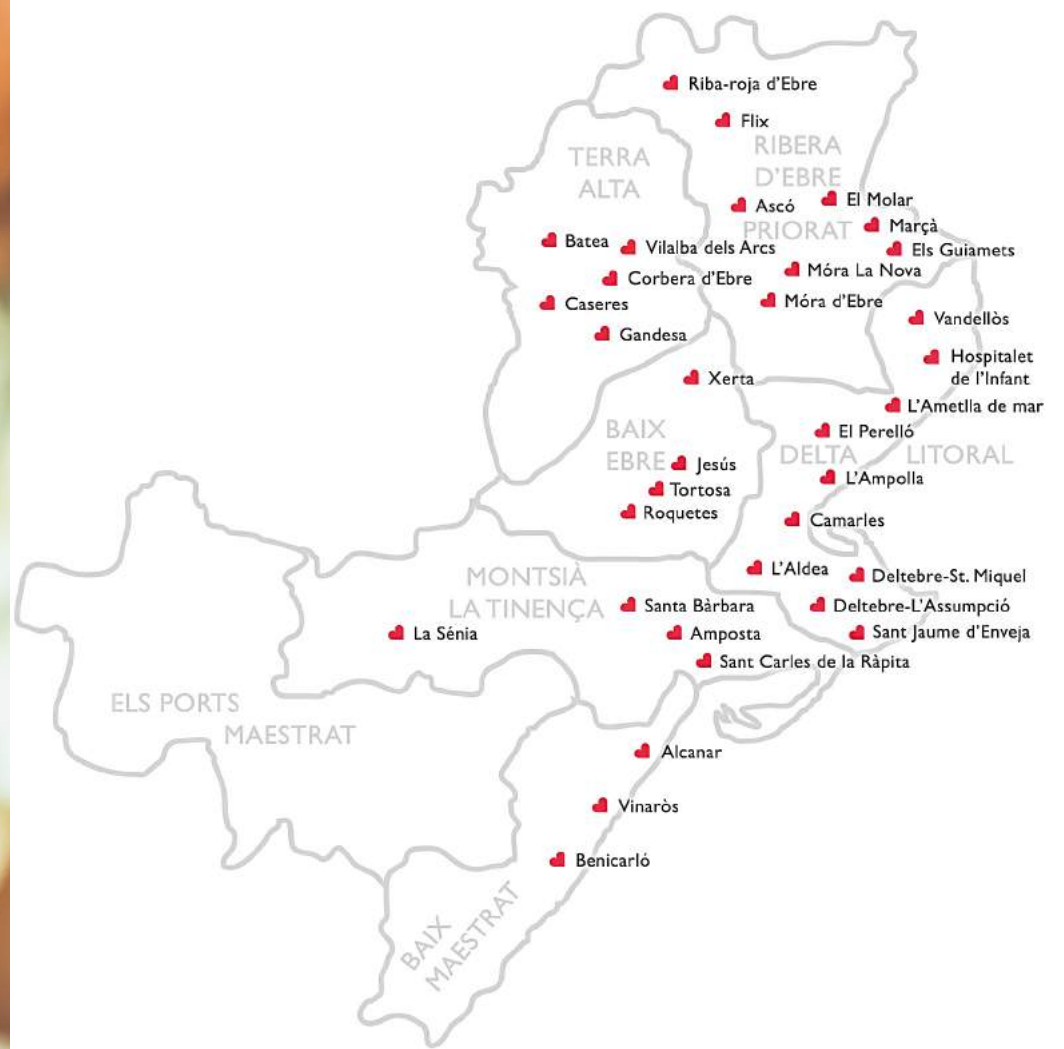 Riba-roja d'Ebre
Flix
RIBERA
D'EBRE
PRIORAT
TERRA
ALTA
Ascó
El Molar
Marçà
Els Guiamets
Batea
Vilalba dels Arcs
Móra La Nova
Corbera d'Ebre
Móra d'Ebre
Caseres
Gandesa
Vandellòs
Hospitalet
de l'Infant
Xerta
L'Ametlla de mar
El Perelló
BAIX
EBRE
DELTA
LITORAL
Jesús
Tortosa
Roquetes
L'Ampolla
Camarles
L'Aldea
Deltebre-St. Miquel
MONTSIÀ
LA TINENÇA
Santa Bàrbara
Deltebre-L'Assumpció
La Sénia
Amposta
Sant Jaume d'Enveja
Sant Carles de la Ràpita
ELS PORTS
MAESTRAT
Alcanar
Vinaròs
Benicarló
BAIX
MAESTRAT